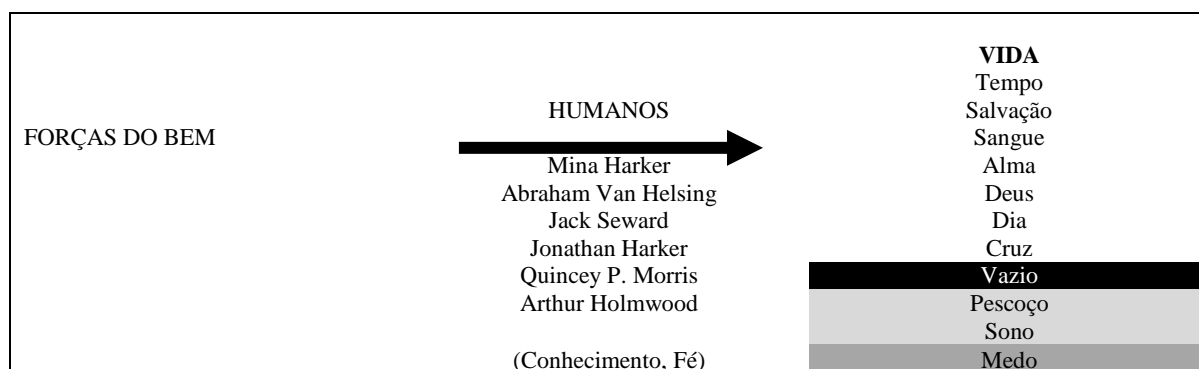 FORÇAS DO BEM
HUMANOS
Mina Harker
Abraham Van Helsing
Jack Seward
Jonathan Harker
Quincey P. Morris
Arthur Holmwood
(Conhecimento, Fé)
VIDA
Tempo
Salvação
Sangue
Alma
Deus
Dia
Cruz
Vazio
Pescoço
Sono
Medo